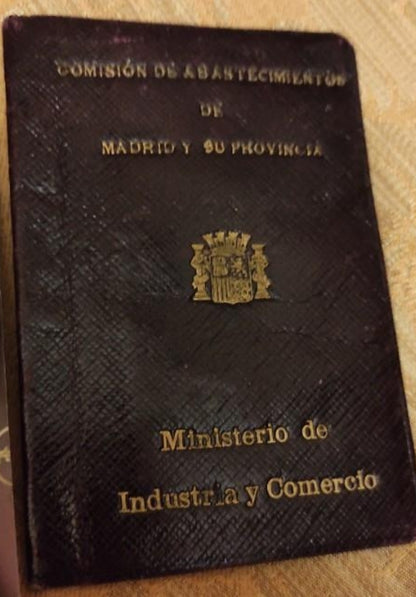 COMISIÓN DE ABASTECIMIENTOS
DE
MADRID Y SU PROVINCIA
Ministerio de
Industria y Comercio